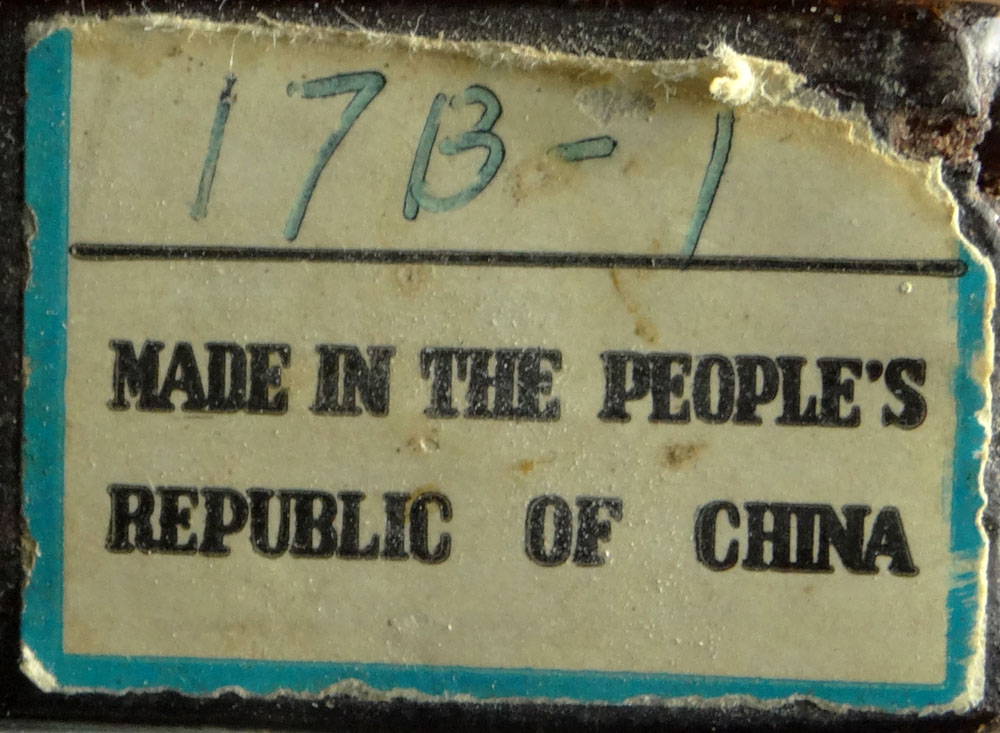 17B-1
MADE IN THE PEOPLE'S
REPUBLIC OF CHINA